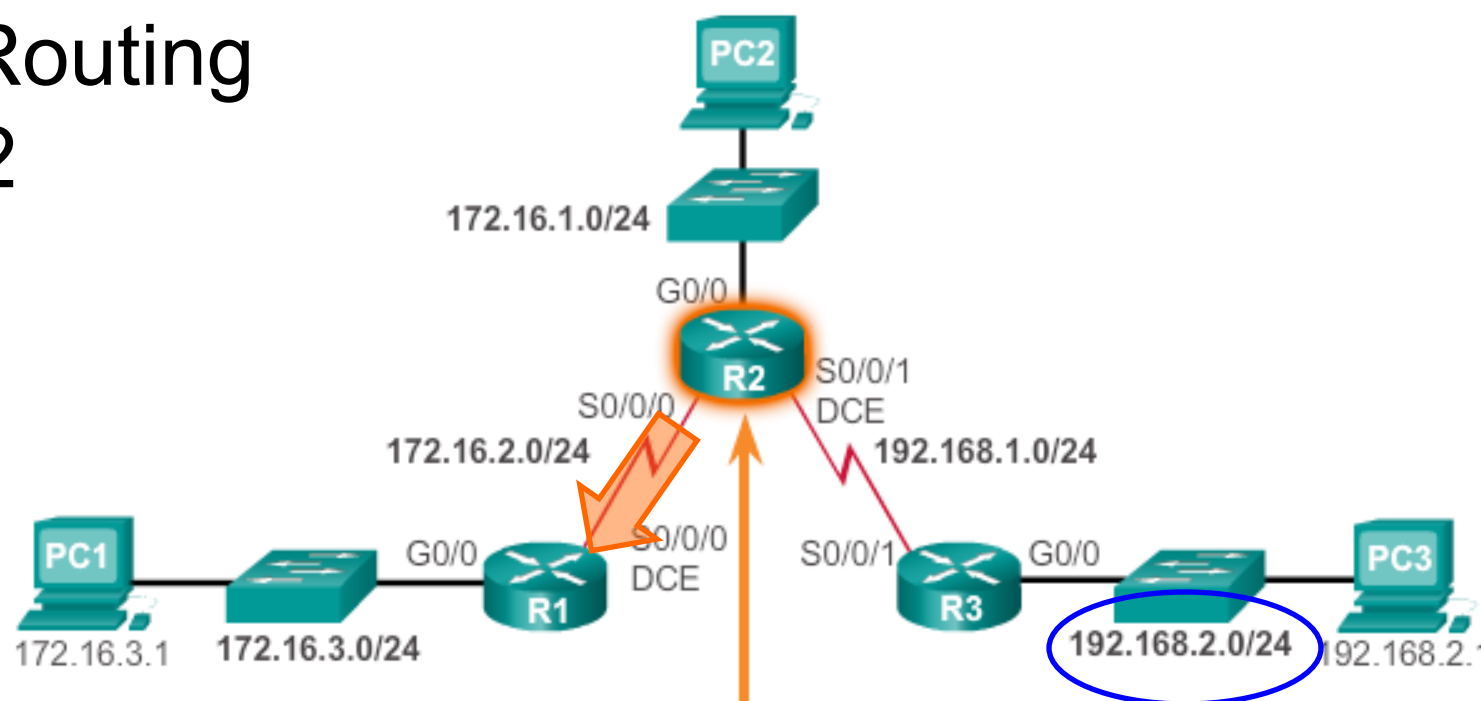 Routing
2
PC2
172.16.1.0/24
G0/0
R2
S0/0/1
DCE
S0/0/0
172.16.2.0/24
192.168.1.0/24
PC1
G0/0
S0/0/0
DCE
R1
S0/0/1
G0/0
R3
PC3
172.16.3.1
172.16.3.0/24
192.168.2.0/24